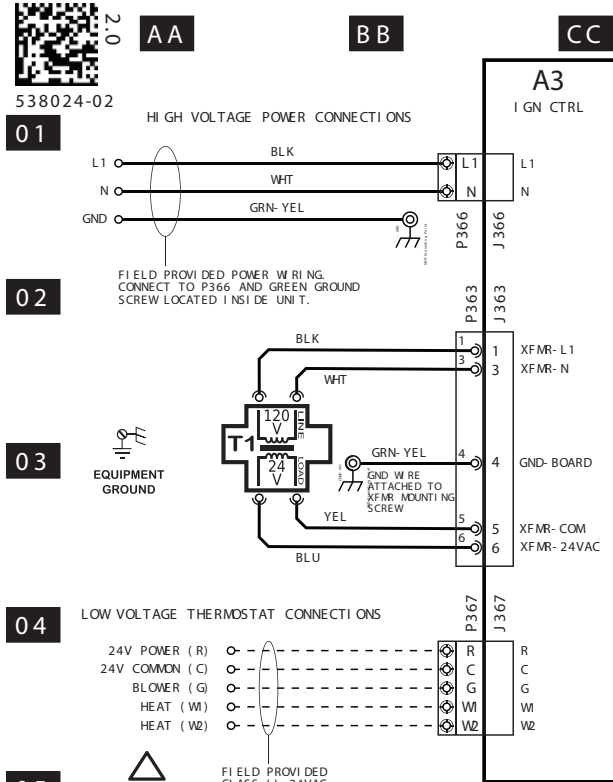 2.0
AA
BB
CC
538024-02
A3
IGN CTRL
01
HIGH VOLTAGE POWER CONNECTIONS
L1
BLK
L1
L1
N
WHT
N
N
GND
GRN-YEL
P366
J366
FIELD PROVIDED POWER WIRING.
CONNECT TO P366 AND GREEN GROUND
SCREW LOCATED INSIDE UNIT.
02
P363
J363
BLK
1
1
XFMR-L1
WHT
3
3
XFMR-N
120
V
LINE
T1
24
V
LOAD
03
EQUIPMENT
GROUND
GRN-YEL
4
4
GND-BOARD
GND WIRE
ATTACHED TO
XFMR MOUNTING
SCREW
YEL
5
5
XFMR-COM
BLU
6
6
XFMR-24VAC
04
LOW VOLTAGE THERMOSTAT CONNECTIONS
P367
J367
24V POWER (R)
R
R
24V COMMON (C)
C
C
BLOWER (G)
G
G
HEAT (W1)
W1
W1
HEAT (W2)
W2
W2
FIELD PROVIDED